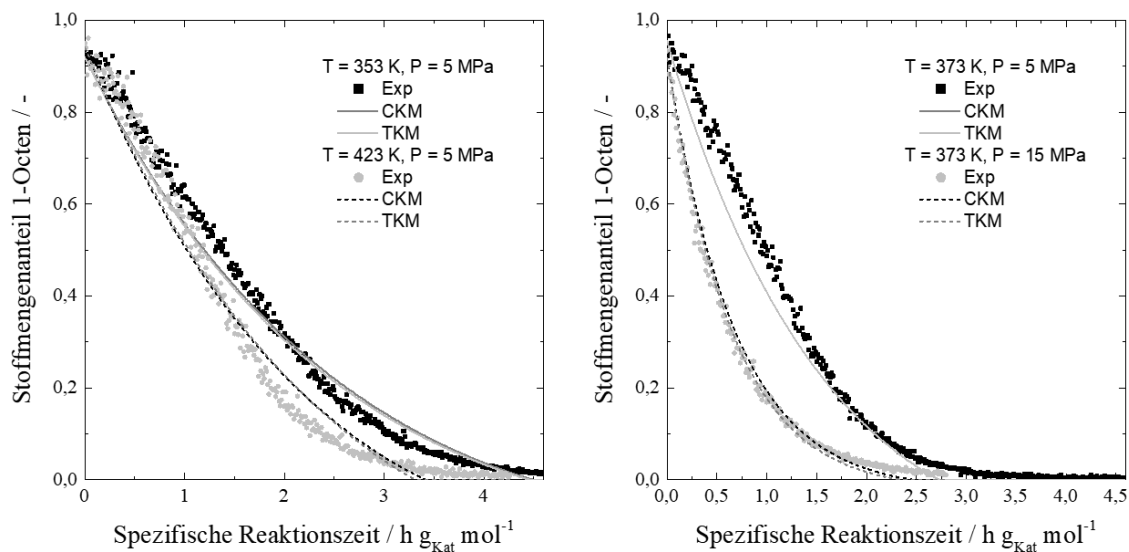 1,0
0,8
0,6
0,4
0,2
0,0
Stoffmengenanteil 1-Octen / -
T = 353 K, P = 5 MPa
Exp
CKM
TKM
T = 423 K, P = 5 MPa
Exp
CKM
TKM
0 1 2 3 4
Spezifische Reaktionszeit / h g_Kat mol⁻¹
1,0
0,8
0,6
0,4
0,2
0,0
Stoffmengenanteil 1-Octen / -
T = 373 K, P = 5 MPa
Exp
CKM
TKM
T = 373 K, P = 15 MPa
Exp
CKM
TKM
0,0 0,5 1,0 1,5 2,0 2,5 3,0 3,5 4,0 4,5
Spezifische Reaktionszeit / h g_Kat mol⁻¹